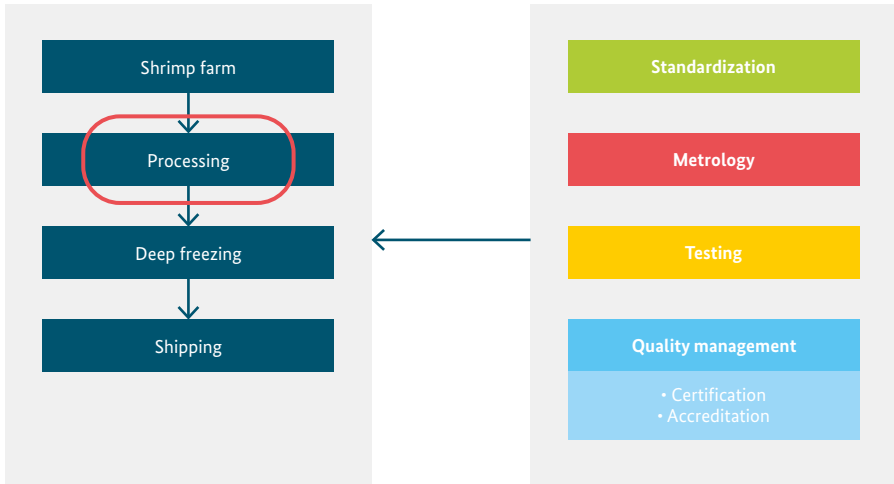 Shrimp farm
Processing
Deep freezing
Shipping
Standardization
Metrology
Testing
Quality management
• Certification
• Accreditation